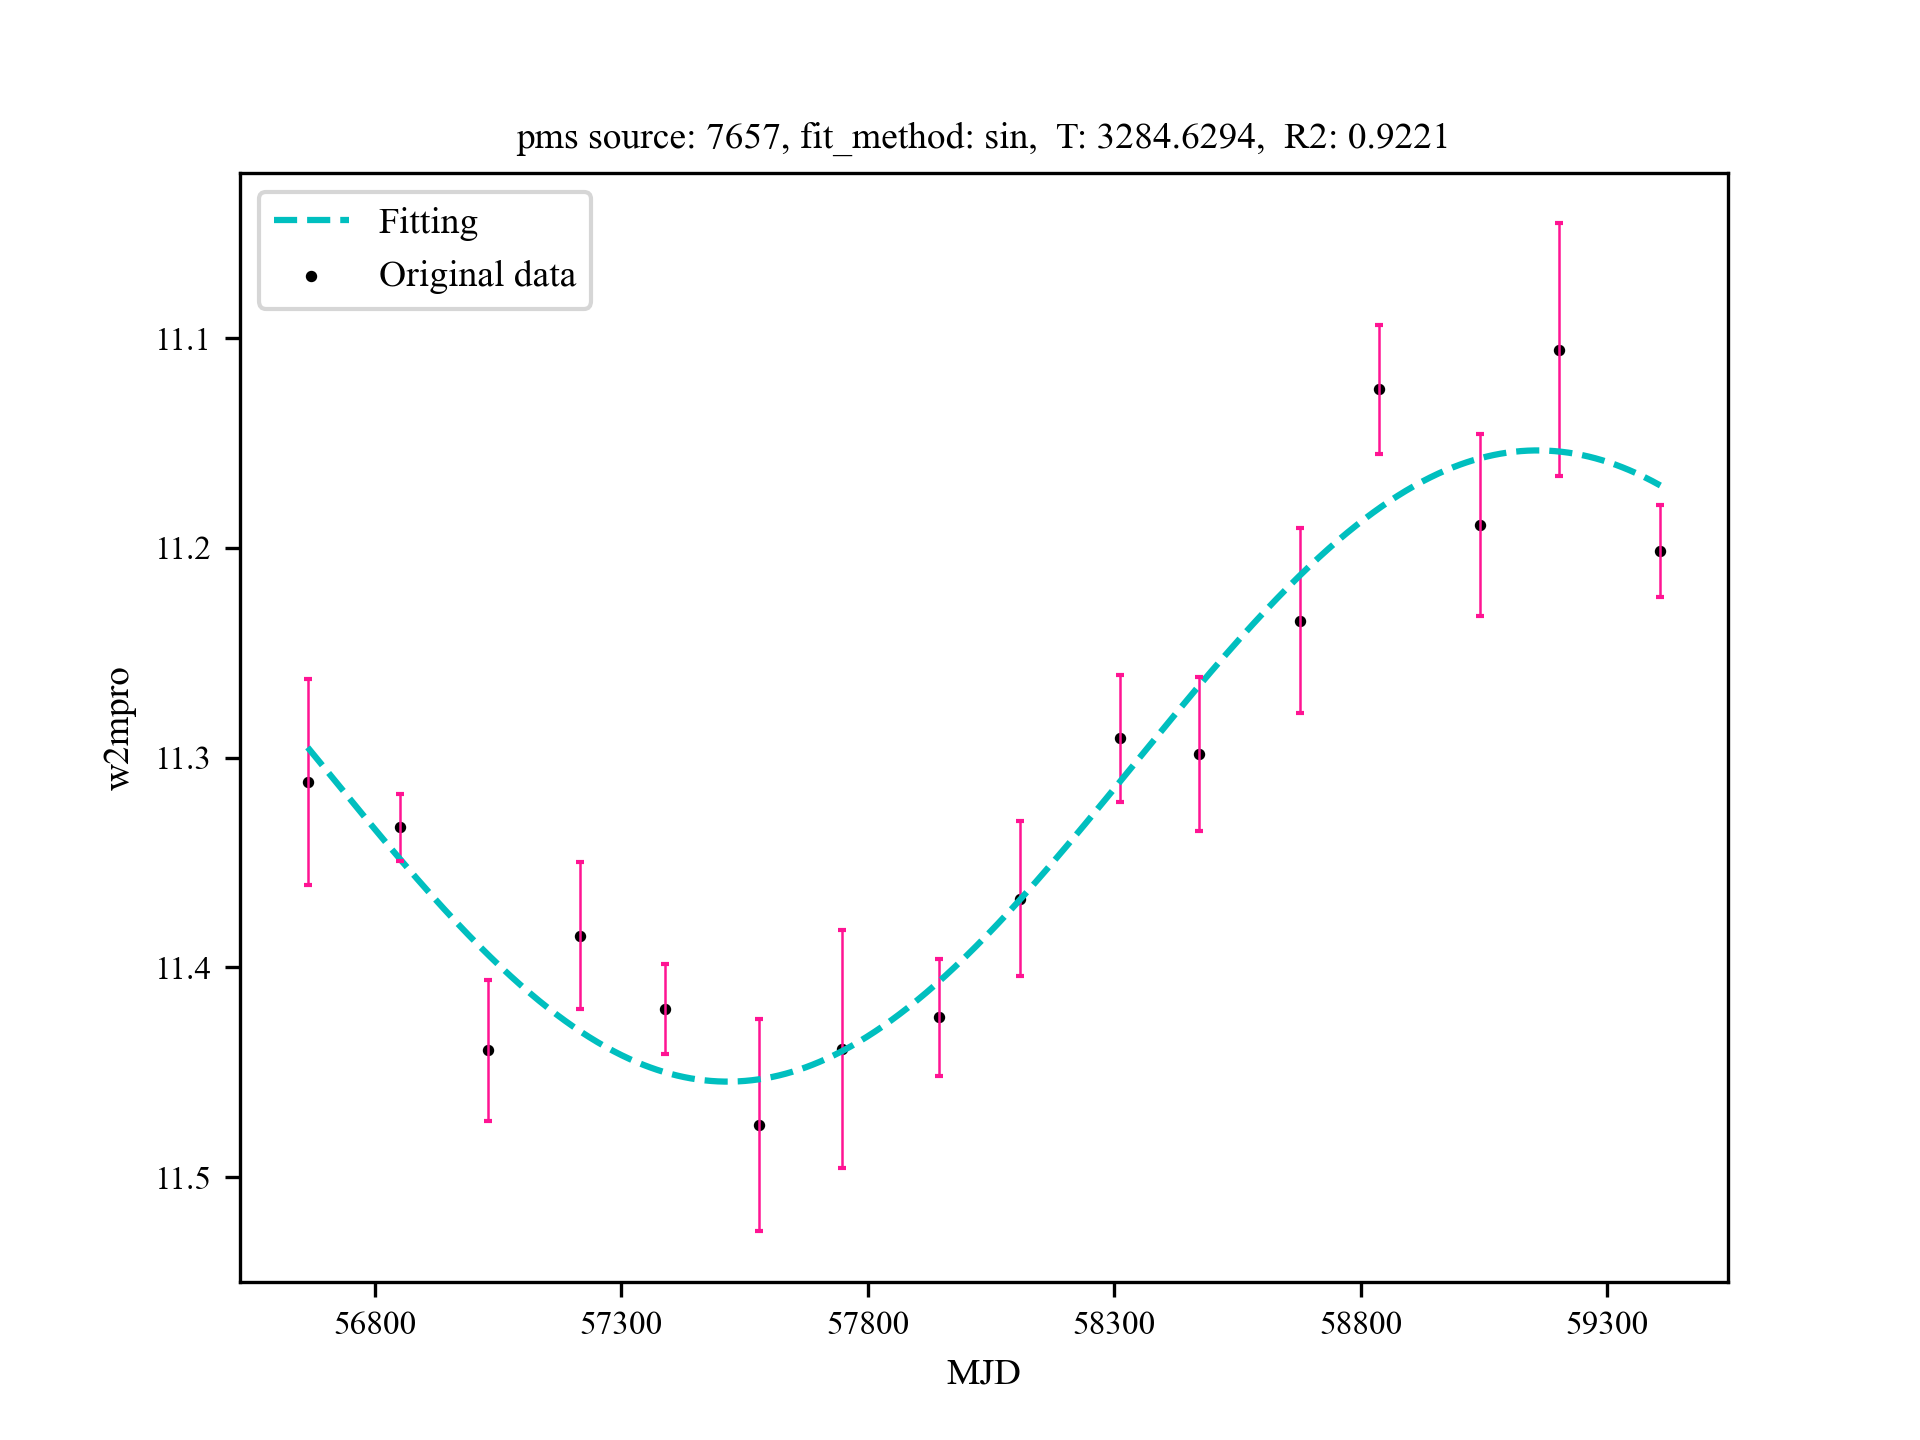 pms source: 7657, fit_method: sin,  T: 3284.6294,  R2: 0.9221
Fitting
Original data
11.1
11.2
11.3
11.4
11.5
w2mpro
56800
57300
57800
58300
58800
59300
MJD